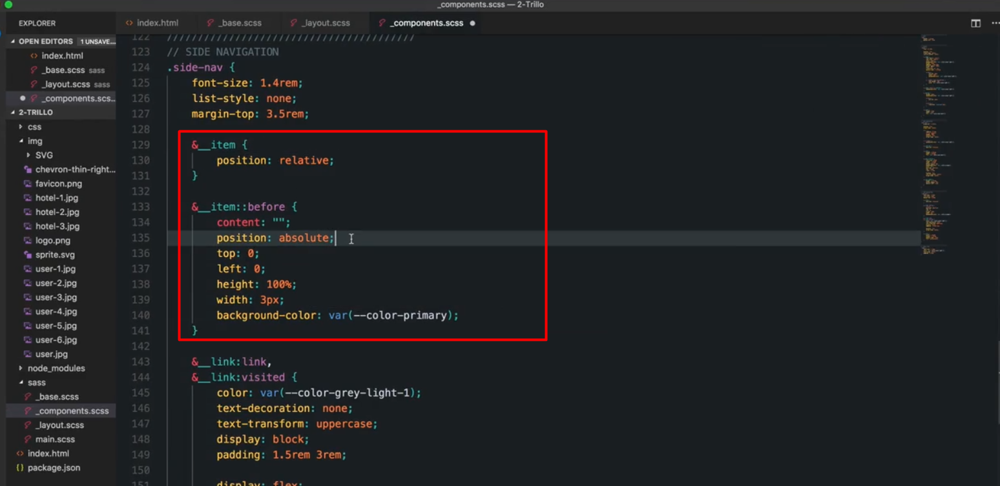 _components.scss — 2-Trillo
EXPLORER
index.html
_base.scss
_layout.scss
_components.scss
OPEN EDITORS 1 UNSAVE...
index.html
_base.scss sass
_layout.scss sass
_components.scs...
2-TRILLO
css
img
SVG
chevron-thin-right...
favicon.png
hotel-1.jpg
hotel-2.jpg
hotel-3.jpg
logo.png
sprite.svg
user-1.jpg
user-2.jpg
user-3.jpg
user-4.jpg
user-5.jpg
user-6.jpg
user.jpg
node_modules
sass
_base.scss
_components.scss
_layout.scss
main.scss
index.html
package.json
122 ////////////////////////////////////////
123 // SIDE NAVIGATION
124 .side-nav {
125 font-size: 1.4rem;
126 list-style: none;
127 margin-top: 3.5rem;
128
129 &__item {
130 position: relative;
131 }
132
133 &__item::before {
134 content: "";
135 position: absolute;
136 top: 0;
137 left: 0;
138 height: 100%;
139 width: 3px;
140 background-color: var(--color-primary);
141 }
142
143 &__link:link,
144 &__link:visited {
145 color: var(--color-grey-light-1);
146 text-decoration: none;
147 text-transform: uppercase;
148 display: block;
149 padding: 1.5rem 3rem;
150
151 display: flex;